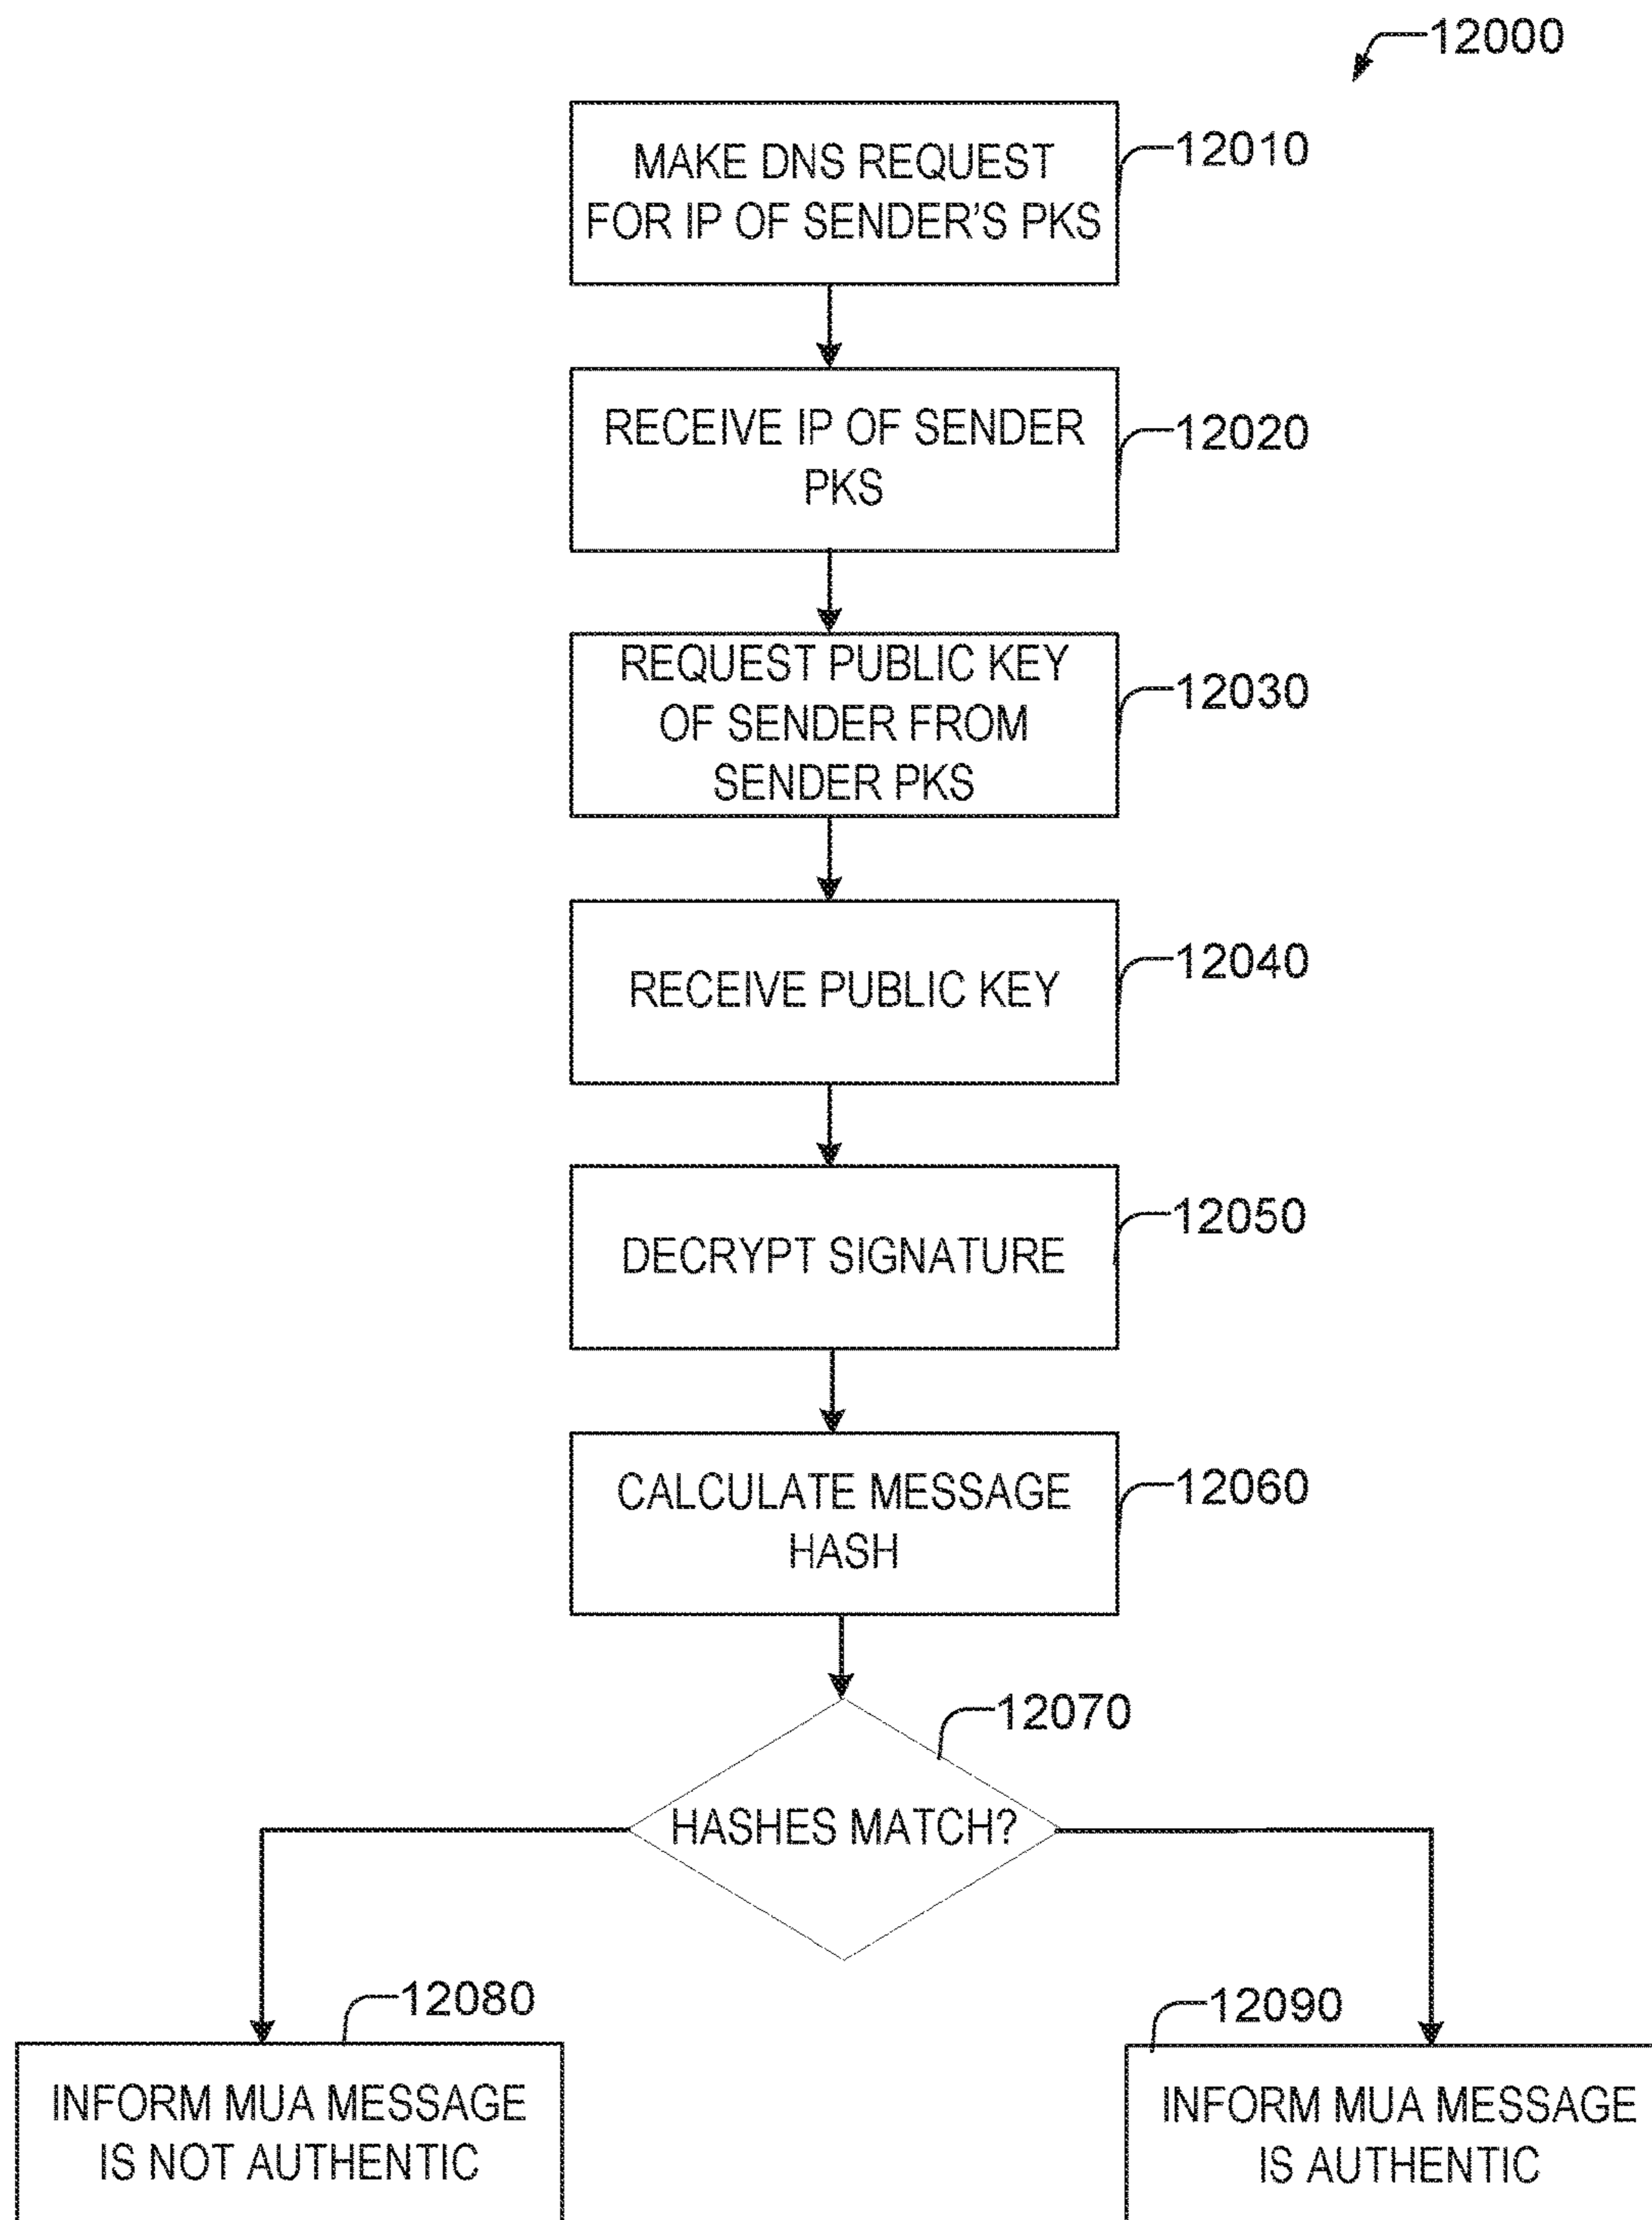 12000
MAKE DNS REQUEST
FOR IP OF SENDER'S PKS
12010
RECEIVE IP OF SENDER
PKS
12020
REQUEST PUBLIC KEY
OF SENDER FROM
SENDER PKS
12030
RECEIVE PUBLIC KEY
12040
DECRYPT SIGNATURE
12050
CALCULATE MESSAGE
HASH
12060
HASHES MATCH?
12070
12080
INFORM MUA MESSAGE
IS NOT AUTHENTIC
12090
INFORM MUA MESSAGE
IS AUTHENTIC